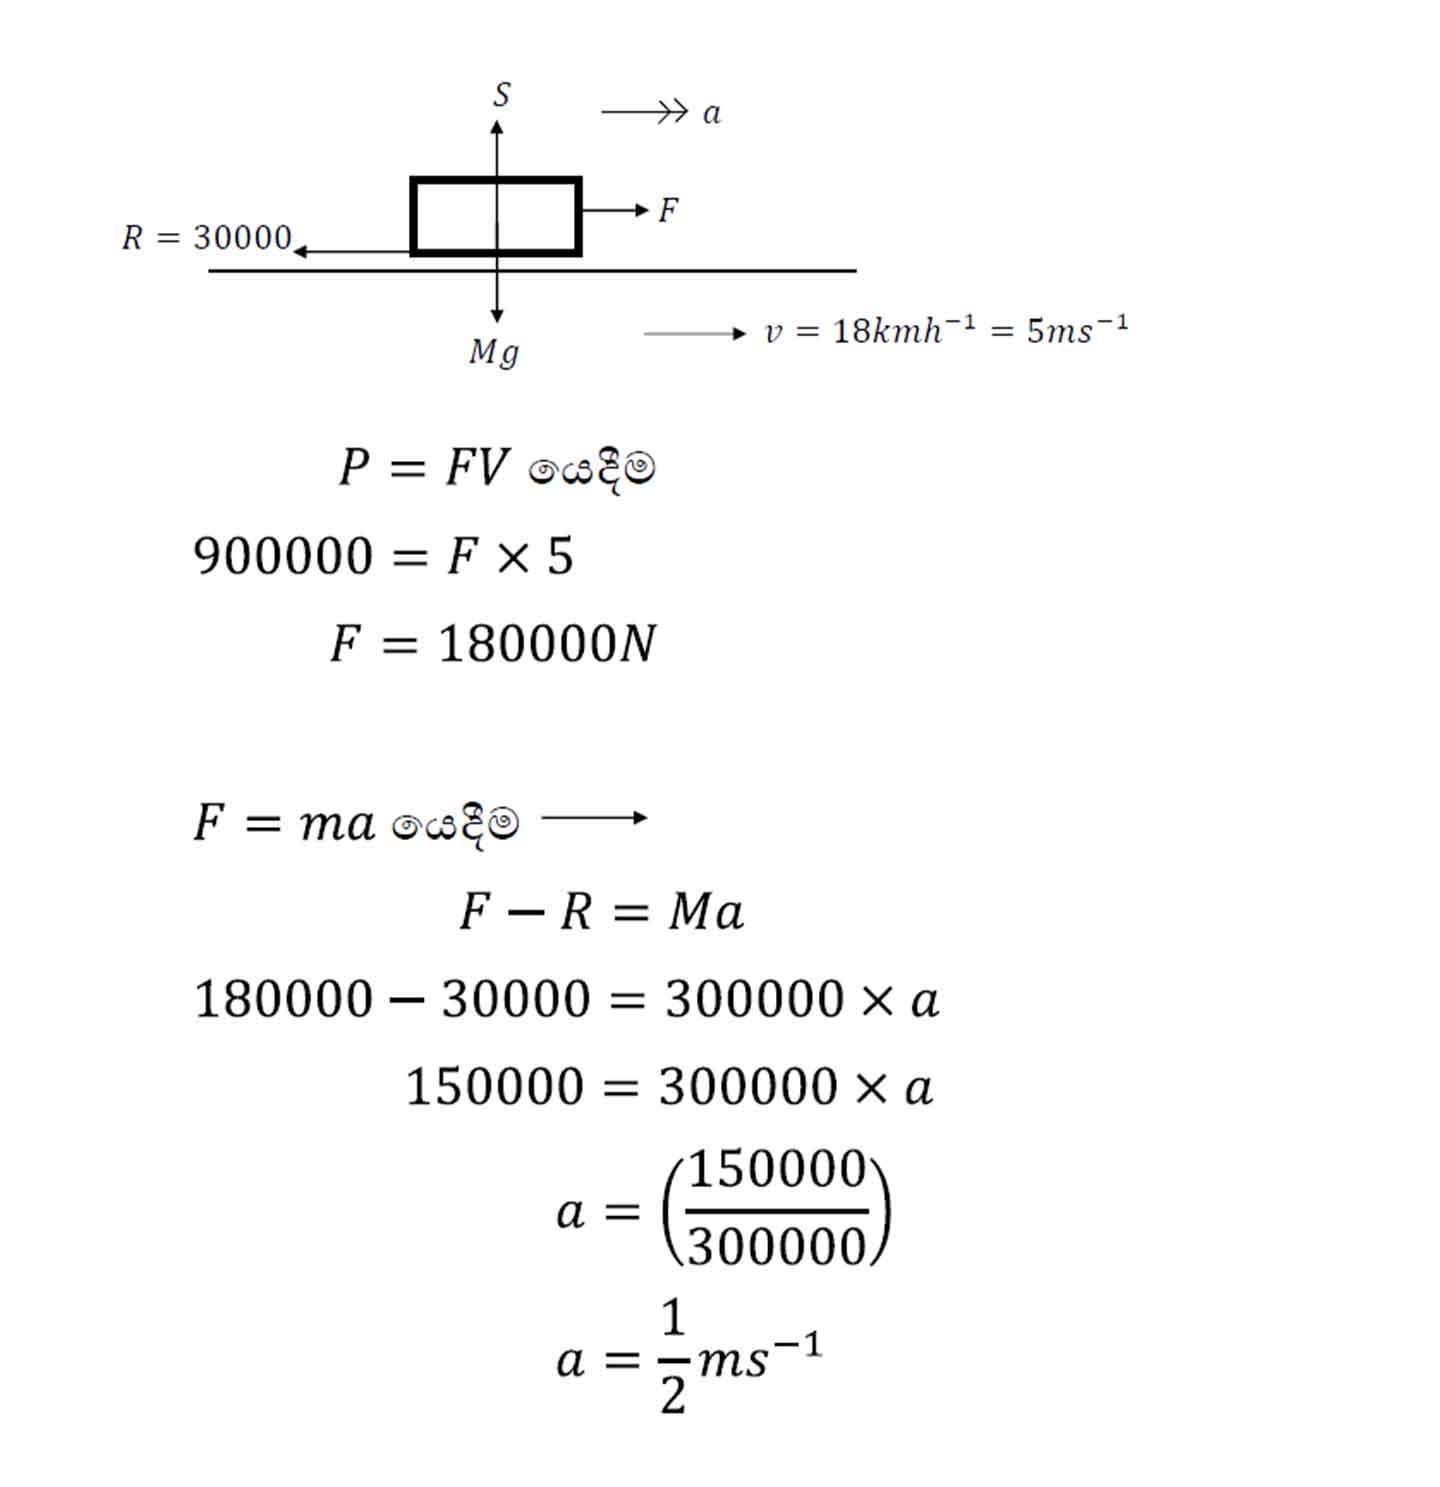 S
a
F
R = 30000
v = 18kmh⁻¹ = 5ms⁻¹
Mg
P = FV යෙදීම
900000 = F × 5
F = 180000N
F = ma යෙදීම
F − R = Ma
180000 − 30000 = 300000 × a
150000 = 300000 × a
a = (150000/300000)
a = 1/2 ms⁻¹